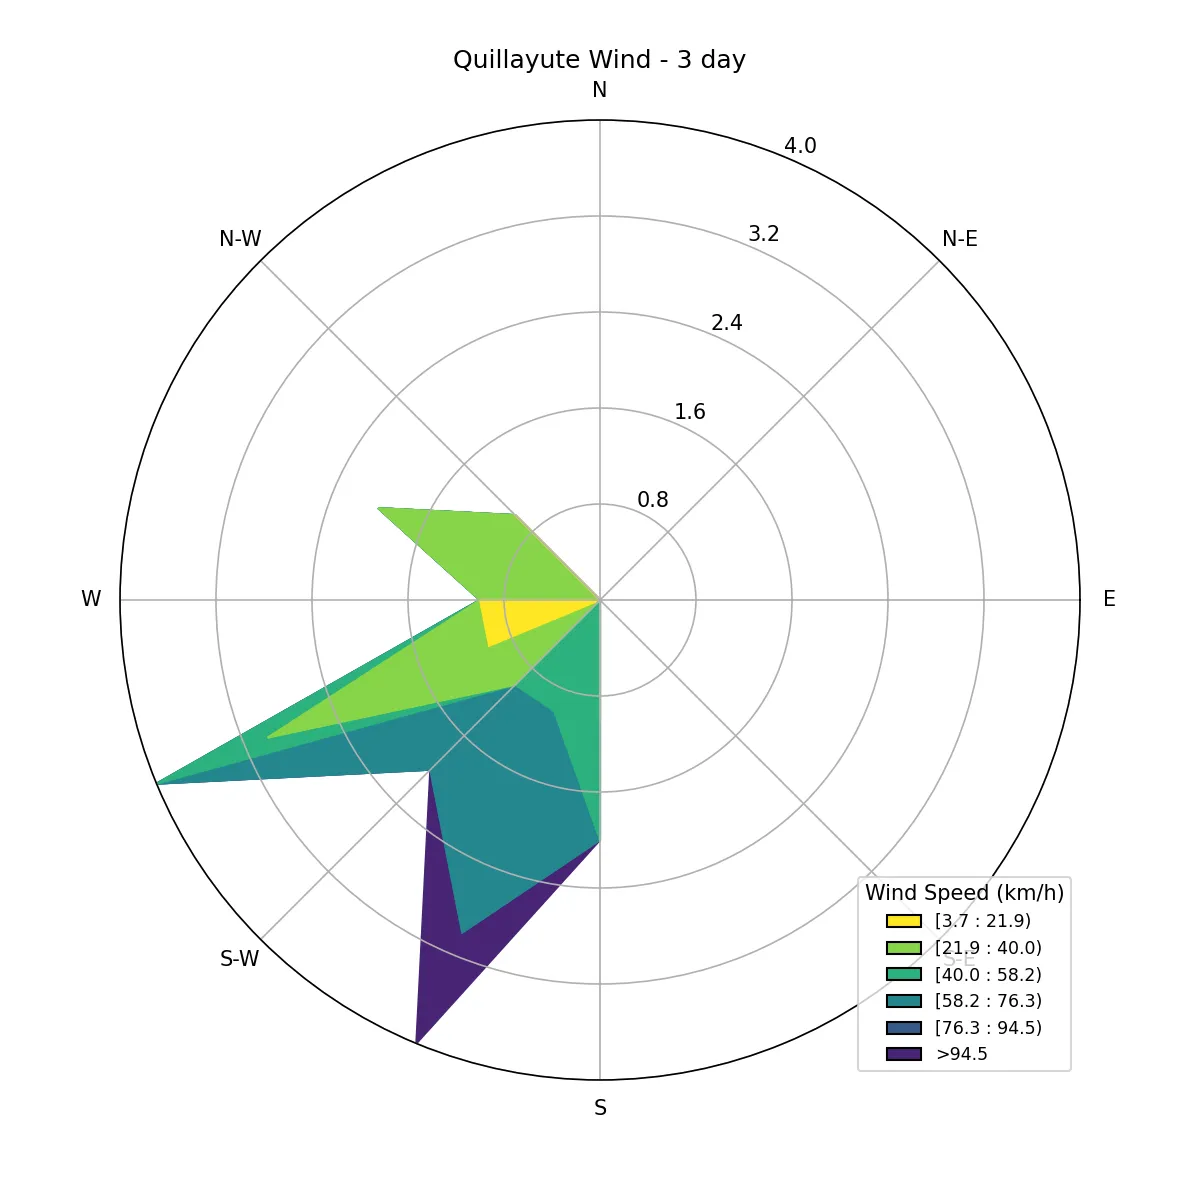 Quillayute Wind - 3 day
N
4.0
3.2
N-W
N-E
2.4
1.6
0.8
W
E
Wind Speed (km/h)
[3.7 : 21.9)
[21.9 : 40.0)
S-W
S-E
[40.0 : 58.2)
[58.2 : 76.3)
[76.3 : 94.5)
>94.5
S